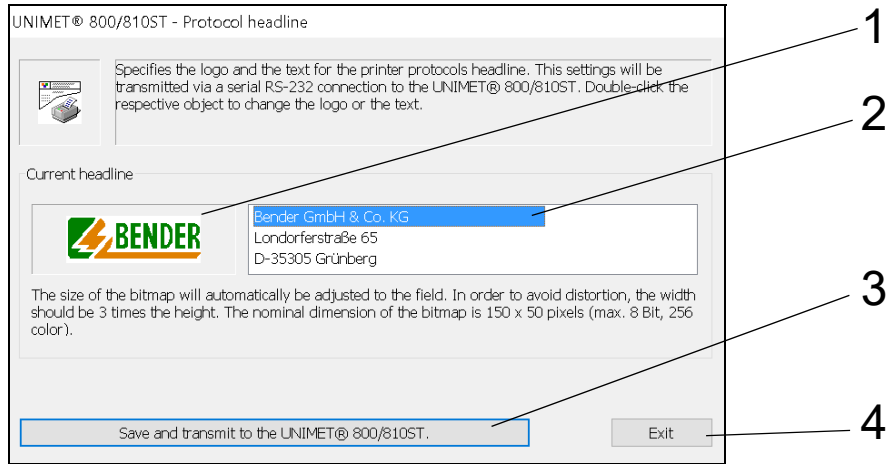 UNIMET® 800/810ST - Protocol headline
1
Specifies the logo and the text for the printer protocols headline. This settings will be
transmitted via a serial RS-232 connection to the UNIMET® 800/810ST. Double-click the
respective object to change the logo or the text.
2
Current headline
BENDER
Bender GmbH & Co. KG
Londorferstraße 65
D-35305 Grünberg
The size of the bitmap will automatically be adjusted to the field. In order to avoid distortion, the width
should be 3 times the height. The nominal dimension of the bitmap is 150 x 50 pixels (max. 8 Bit, 256
color).
3
Save and transmit to the UNIMET® 800/810ST.
Exit
4